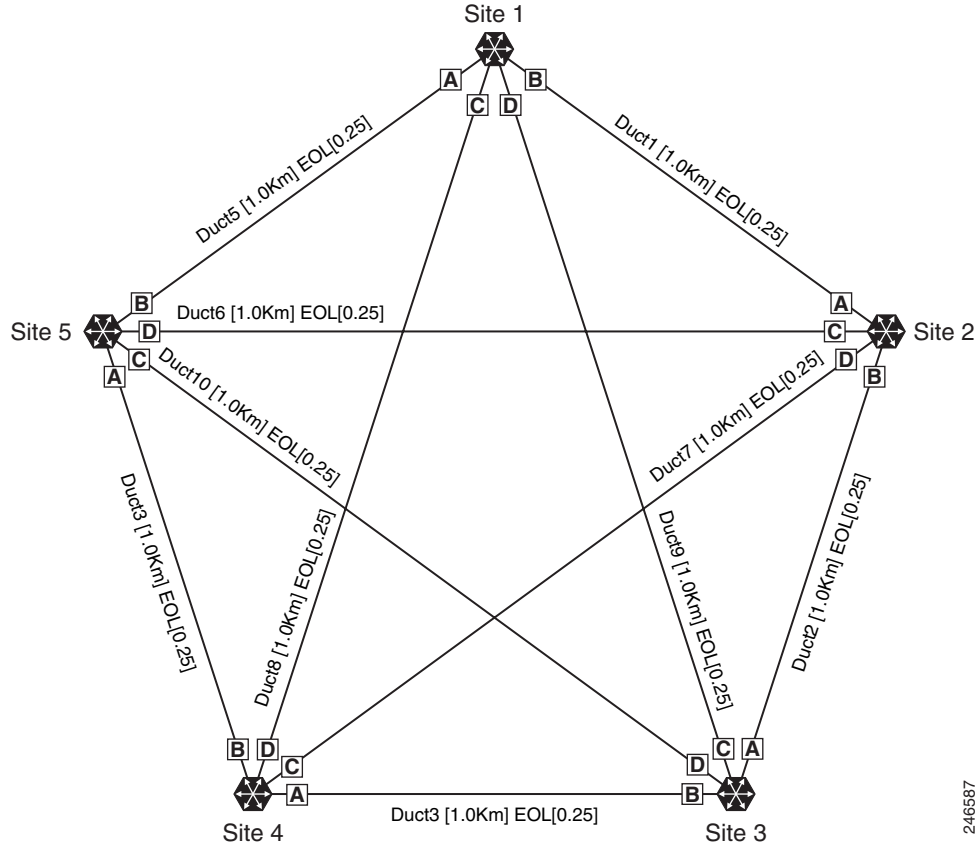 Site 1
A
B
C
D
Duct5 [1.0Km] EOL[0.25]
Duct1 [1.0Km] EOL[0.25]
B
A
Site 5
D
Duct6 [1.0Km] EOL[0.25]
C
Site 2
C
D
A
B
Duct10 [1.0Km] EOL[0.25]
Duct7 [1.0Km] EOL[0.25]
Duct3 [1.0Km] EOL[0.25]
Duct8 [1.0Km] EOL[0.25]
Duct9 [1.0Km] EOL[0.25]
Duct2 [1.0Km] EOL[0.25]
B
D
C
A
C
A
D
B
Duct3 [1.0Km] EOL[0.25]
Site 4
Site 3
246587